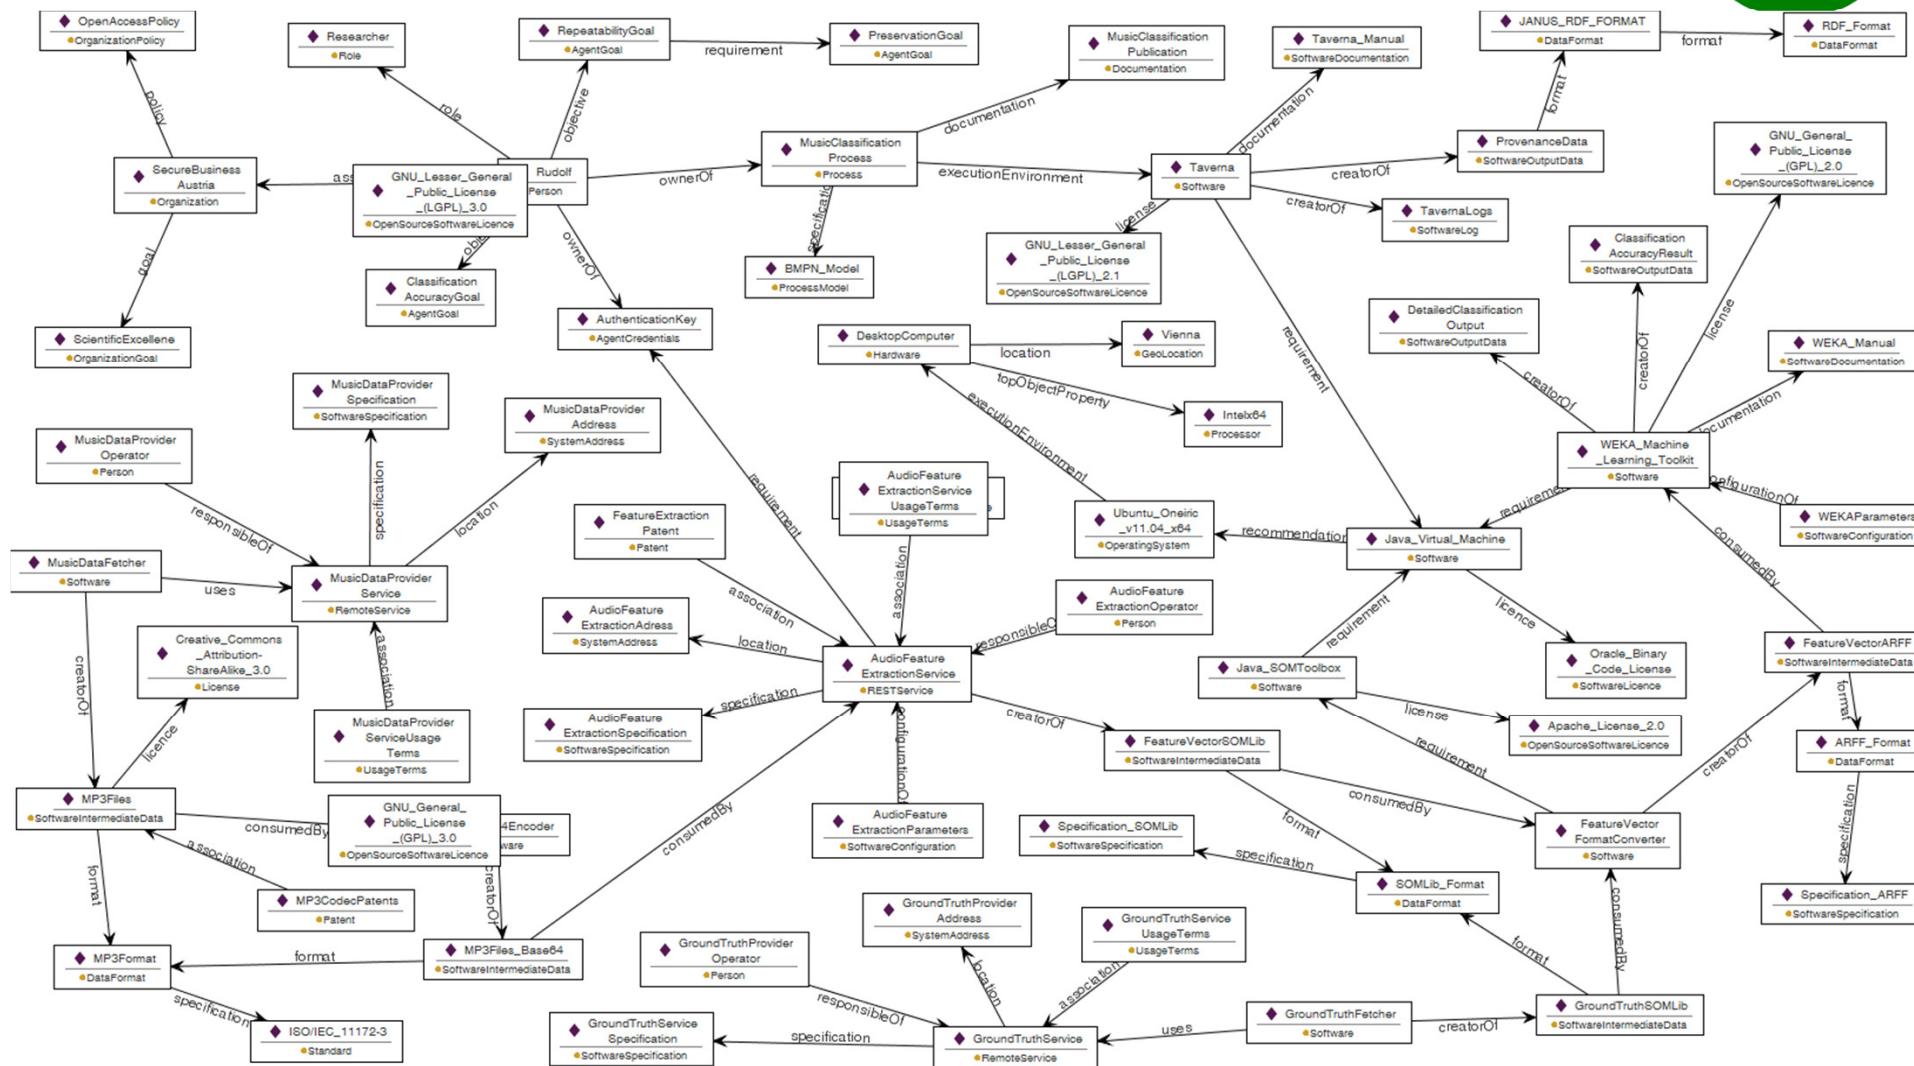 OpenAccessPolicy
OrganizationPolicy
Researcher
Role
RepeatabilityGoal
AgentGoal
requirement
PreservationGoal
AgentGoal
MusicClassification
Publication
Documentation
Taverna_Manual
SoftwareDocumentation
JANUS_RDF_FORMAT
DataFormat
format
RDF_Format
DataFormat
policy
role
objective
documentation
documentation
format
SecureBusiness
Austria
Organization
GNU_Lesser_General
_Public_License
_(LGPL)_3.0
OpenSourceSoftwareLicence
Rudolf
Person
ownerOf
MusicClassification
Process
Process
executionEnvironment
Taverna
Software
creatorOf
ProvenanceData
SoftwareOutputData
GNU_General_
Public_License
_(GPL)_2.0
OpenSourceSoftwareLicence
creatorOf
TavernaLogs
SoftwareLog
license
goal
ownerOf
BMPN_Model
ProcessModel
GNU_Lesser_General
_Public_License
_(LGPL)_2.1
OpenSourceSoftwareLicence
Classification
AccuracyResult
SoftwareOutputData
Classification
AccuracyGoal
AgentGoal
ScientificExcellene
OrganizationGoal
AuthenticationKey
AgentCredentials
DesktopComputer
Hardware
location
Vienna
GeoLocation
requirement
DetailedClassification
Output
SoftwareOutputData
creatorOf
license
WEKA_Manual
SoftwareDocumentation
topObjectProperty
Intelx64
Processor
creatorOf
MusicDataProvider
Specification
SoftwareSpecification
MusicDataProvider
Address
SystemAddress
MusicDataProvider
Operator
Person
executionEnvironment
WEKA_Machine
_Learning_Toolkit
Software
responsibleOf
specification
location
requirement
AudioFeature
ExtractionService
UsageTerms
UsageTerms
FeatureExtraction
Patent
Patent
Ubuntu_Oneiric
_v11.04_x64
OperatingSystem
recommendation
Java_Virtual_Machine
Software
WEKAParameters
SoftwareConfiguration
MusicDataFetcher
Software
uses
MusicDataProvider
Service
RemoteService
association
association
consumedBy
AudioFeature
ExtractionAdress
SystemAddress
location
AudioFeature
ExtractionOperator
Person
requirement
licence
Creative_Commons
_Attribution-
ShareAlike_3.0
License
creatorOf
association
AudioFeature
ExtractionService
RESTService
Java_SOMToolbox
Software
Oracle_Binary
_Code_License
SoftwareLicence
FeatureVectorARFF
SoftwareIntermediateData
specification
AudioFeature
ExtractionSpecification
SoftwareSpecification
creatorOf
license
format
MusicDataProvider
ServiceUsage
Terms
UsageTerms
licence
FeatureVectorSOMLib
SoftwareIntermediateData
Apache_License_2.0
OpenSourceSoftwareLicence
ARFF_Format
DataFormat
requirement
creatorOf
configurationOf
MP3Files
SoftwareIntermediateData
consumedBy
GNU_General_
Public_License
_(GPL)_3.0
OpenSourceSoftwareLicence
consumedBy
AudioFeature
ExtractionParameters
SoftwareConfiguration
consumedBy
format
Specification_SOMLib
SoftwareSpecification
FeatureVector
FormatConverter
Software
specification
association
format
creatorOf
specification
SOMLib_Format
DataFormat
Specification_ARFF
SoftwareSpecification
MP3CodecPatents
Patent
GroundTruthProvider
Address
SystemAddress
GroundTruthService
UsageTerms
UsageTerms
consumedBy
MP3Format
DataFormat
format
MP3Files_Base64
SoftwareIntermediateData
GroundTruthProvider
Operator
Person
location
association
format
specification
responsibleOf
ISO/IEC_11172-3
Standard
GroundTruthService
Specification
SoftwareSpecification
specification
GroundTruthService
RemoteService
uses
GroundTruthFetcher
Software
creatorOf
GroundTruthSOMLib
SoftwareIntermediateData